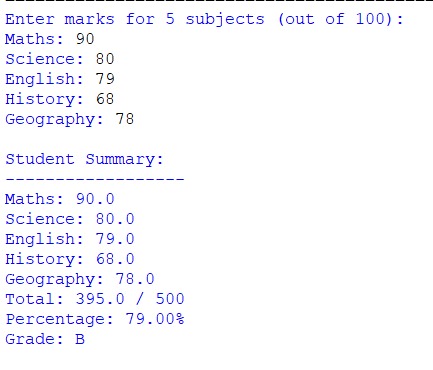 Enter marks for 5 subjects (out of 100):
Maths: 90
Science: 80
English: 79
History: 68
Geography: 78
Student Summary:
------------------
Maths: 90.0
Science: 80.0
English: 79.0
History: 68.0
Geography: 78.0
Total: 395.0 / 500
Percentage: 79.00%
Grade: B